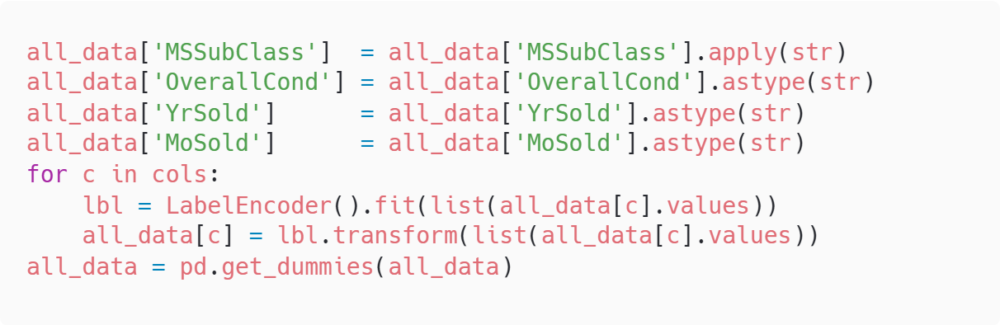 all_data['MSSubClass']  = all_data['MSSubClass'].apply(str)
all_data['OverallCond'] = all_data['OverallCond'].astype(str)
all_data['YrSold']      = all_data['YrSold'].astype(str)
all_data['MoSold']      = all_data['MoSold'].astype(str)
for c in cols:
    lbl = LabelEncoder().fit(list(all_data[c].values))
    all_data[c] = lbl.transform(list(all_data[c].values))
all_data = pd.get_dummies(all_data)